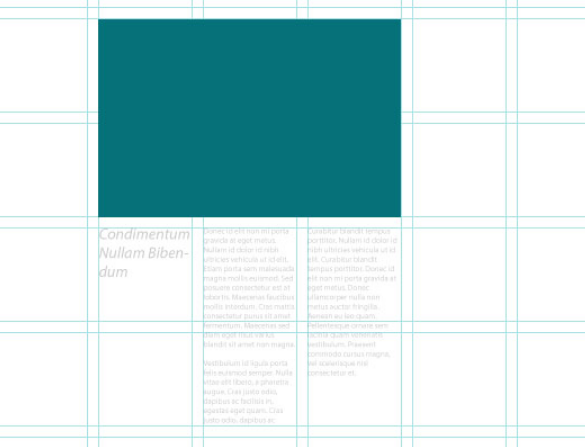 Condimentum
Nullam Biben-
dum
Donec id elit non mi porta
gravida at eget metus.
Nullam id dolor id nibh
ultricies vehicula ut id elit.
Etiam porta sem malesuada
magna mollis euismod. Sed
posuere consectetur est at
lobortis. Maecenas faucibus
mollis interdum. Cras mattis
consectetur purus sit amet
fermentum. Maecenas sed
diam eget risus varius
blandit sit amet non magna.
Vestibulum id ligula porta
felis euismod semper. Nulla
vitae elit libero, a pharetra
augue. Cras justo odio,
dapibus ac facilisis in,
egestas eget quam. Cras
justo odio, dapibus ac
Curabitur blandit tempus
porttitor. Nullam id dolor id
nibh ultricies vehicula ut id
elit. Curabitur blandit
tempus porttitor. Donec id
elit non mi porta gravida at
eget metus. Donec
ullamcorper nulla non
metus auctor fringilla.
Aenean eu leo quam.
Pellentesque ornare sem
lacinia quam venenatis
vestibulum. Praesent
commodo cursus magna,
vel scelerisque nisl
consectetur et.